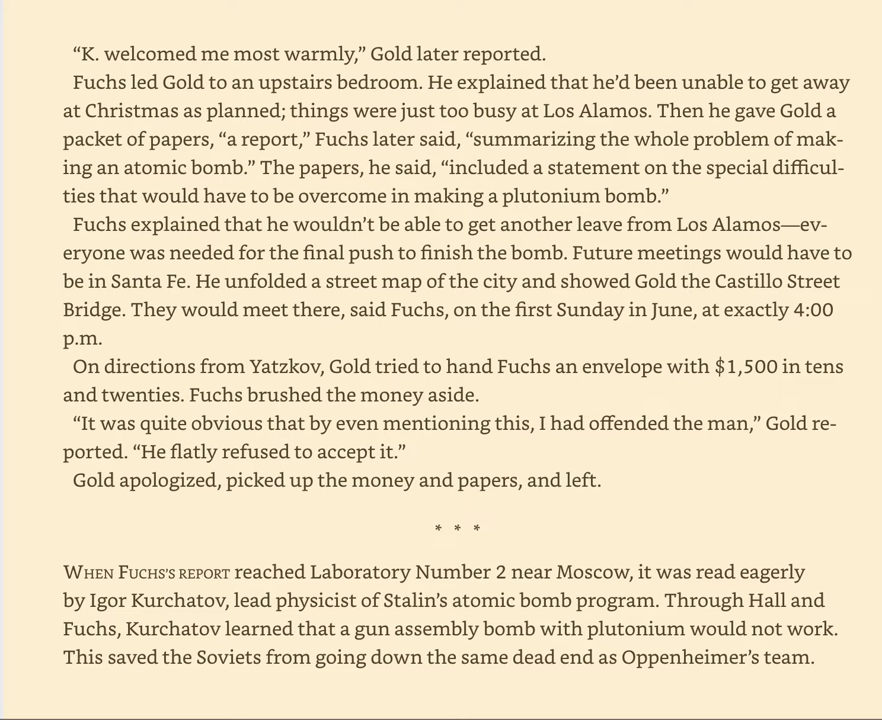 “K. welcomed me most warmly,” Gold later reported.
Fuchs led Gold to an upstairs bedroom. He explained that he’d been unable to get away
at Christmas as planned; things were just too busy at Los Alamos. Then he gave Gold a
packet of papers, “a report,” Fuchs later said, “summarizing the whole problem of mak-
ing an atomic bomb.” The papers, he said, “included a statement on the special difficul-
ties that would have to be overcome in making a plutonium bomb.”
Fuchs explained that he wouldn’t be able to get another leave from Los Alamos—ev-
eryone was needed for the final push to finish the bomb. Future meetings would have to
be in Santa Fe. He unfolded a street map of the city and showed Gold the Castillo Street
Bridge. They would meet there, said Fuchs, on the first Sunday in June, at exactly 4:00
p.m.
On directions from Yatzkov, Gold tried to hand Fuchs an envelope with $1,500 in tens
and twenties. Fuchs brushed the money aside.
“It was quite obvious that by even mentioning this, I had offended the man,” Gold re-
ported. “He flatly refused to accept it.”
Gold apologized, picked up the money and papers, and left.
* * *
WHEN FUCHS’S REPORT reached Laboratory Number 2 near Moscow, it was read eagerly
by Igor Kurchatov, lead physicist of Stalin’s atomic bomb program. Through Hall and
Fuchs, Kurchatov learned that a gun assembly bomb with plutonium would not work.
This saved the Soviets from going down the same dead end as Oppenheimer’s team.